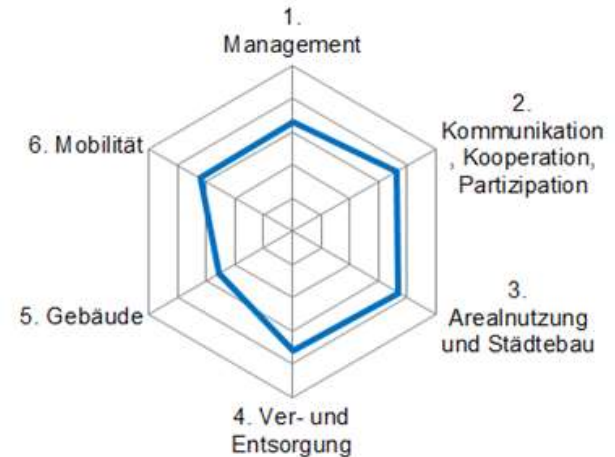 1.
Management
2.
Kommunikation
, Kooperation,
Partizipation
3.
Arealnutzung
und Städtebau
4. Ver- und
Entsorgung
5. Gebäude
6. Mobilität